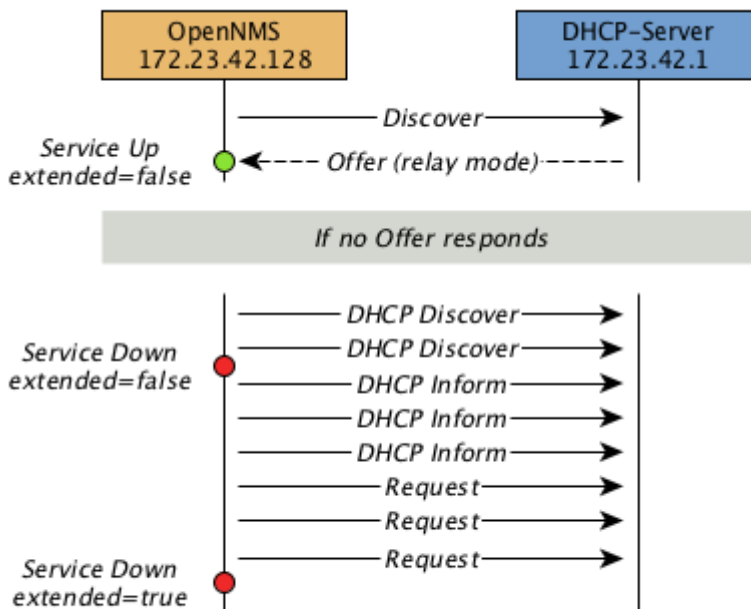 OpenNMS
172.23.42.128
DHCP-Server
172.23.42.1
Discover
Service Up
extended=false
Offer (relay mode)
If no Offer responds
DHCP Discover
DHCP Discover
Service Down
extended=false
DHCP Inform
DHCP Inform
DHCP Inform
Request
Request
Request
Service Down
extended=true